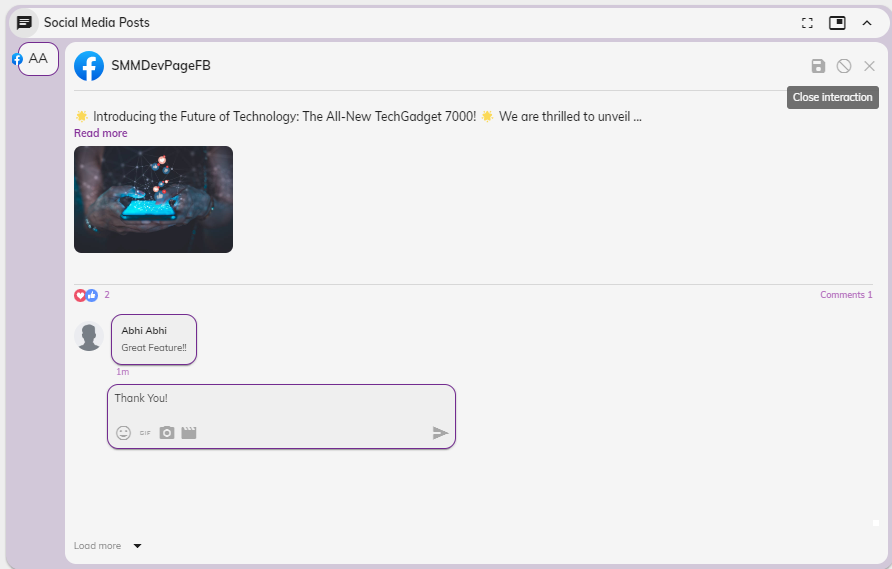 Social Media Posts
AA
SMMDevPageFB
Close interaction
🌟 Introducing the Future of Technology: The All-New TechGadget 7000! 🌟 We are thrilled to unveil ...
Read more
2
Comments 1
Abhi Abhi
Great Feature!!
1m
Thank You!
GIF
Load more